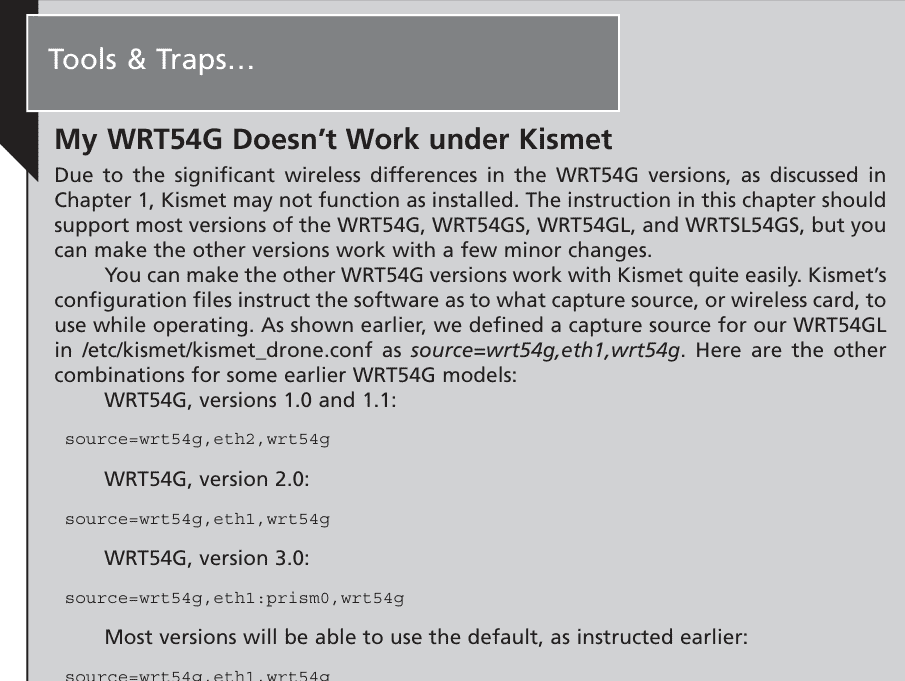 Tools & Traps…
My WRT54G Doesn't Work under Kismet
Due to the significant wireless differences in the WRT54G versions, as discussed in
Chapter 1, Kismet may not function as installed. The instruction in this chapter should
support most versions of the WRT54G, WRT54GS, WRT54GL, and WRTSL54GS, but you
can make the other versions work with a few minor changes.
You can make the other WRT54G versions work with Kismet quite easily. Kismet's
configuration files instruct the software as to what capture source, or wireless card, to
use while operating. As shown earlier, we defined a capture source for our WRT54GL
in /etc/kismet/kismet_drone.conf as source=wrt54g,eth1,wrt54g. Here are the other
combinations for some earlier WRT54G models:
WRT54G, versions 1.0 and 1.1:
source=wrt54g,eth2,wrt54g
WRT54G, version 2.0:
source=wrt54g,eth1,wrt54g
WRT54G, version 3.0:
source=wrt54g,eth1:prism0,wrt54g
Most versions will be able to use the default, as instructed earlier:
source=wrt54g,eth1,wrt54g